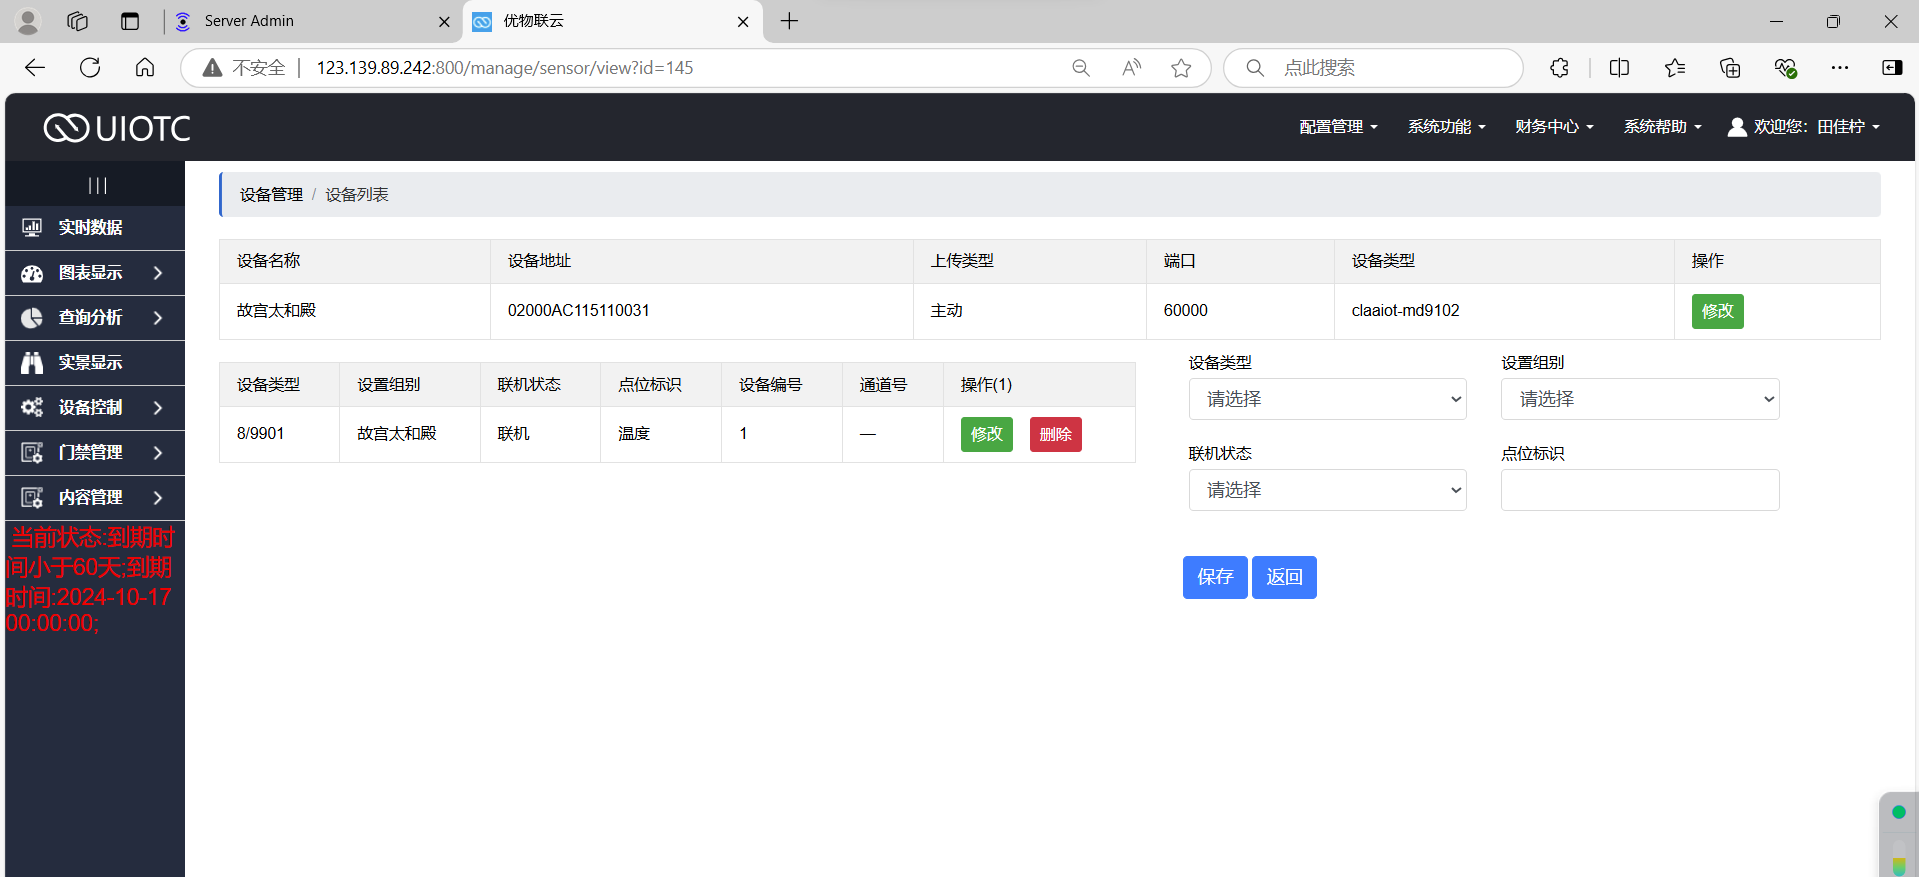 Server Admin
优物联云
不安全
123.139.89.242:800/manage/sensor/view?id=145
点此搜索
UIOTC
配置管理
系统功能
财务中心
系统帮助
欢迎您：田佳柠
实时数据
图表显示
查询分析
实景显示
设备控制
门禁管理
内容管理
当前状态:到期时
间小于60天;到期
时间:2024-10-17
00:00:00;
设备管理 / 设备列表
设备名称 设备地址 上传类型 端口 设备类型 操作
故宫太和殿 02000AC115110031 主动 60000 claaiot-md9102 修改
设备类型 设置组别 联机状态 点位标识 设备编号 通道号 操作(1)
8/9901 故宫太和殿 联机 温度 1 — 修改 删除
设备类型 设置组别
请选择 请选择
联机状态 点位标识
请选择
保存 返回